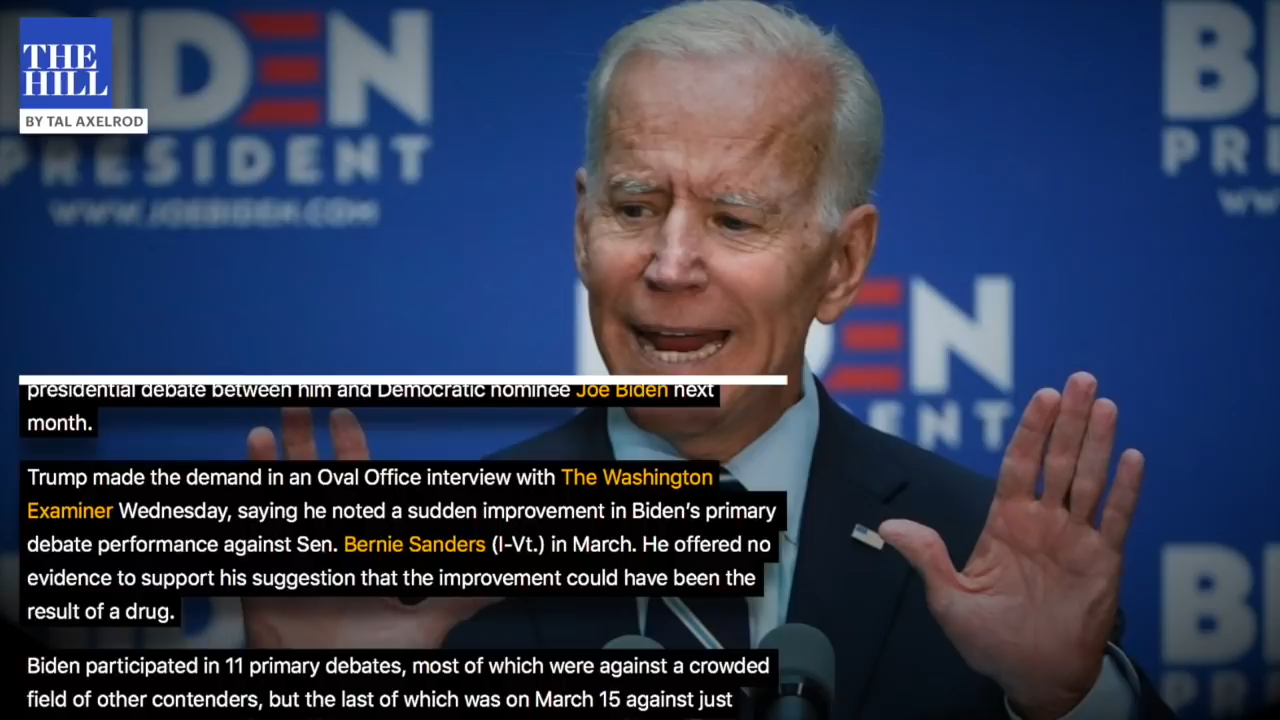 THE
HILL
BY TAL AXELROD
BIDEN
PRESIDENT
WWW.JOEBIDEN.COM
presidential debate between him and Democratic nominee Joe Biden next
month.
Trump made the demand in an Oval Office interview with The Washington
Examiner Wednesday, saying he noted a sudden improvement in Biden’s primary
debate performance against Sen. Bernie Sanders (I-Vt.) in March. He offered no
evidence to support his suggestion that the improvement could have been the
result of a drug.
Biden participated in 11 primary debates, most of which were against a crowded
field of other contenders, but the last of which was on March 15 against just